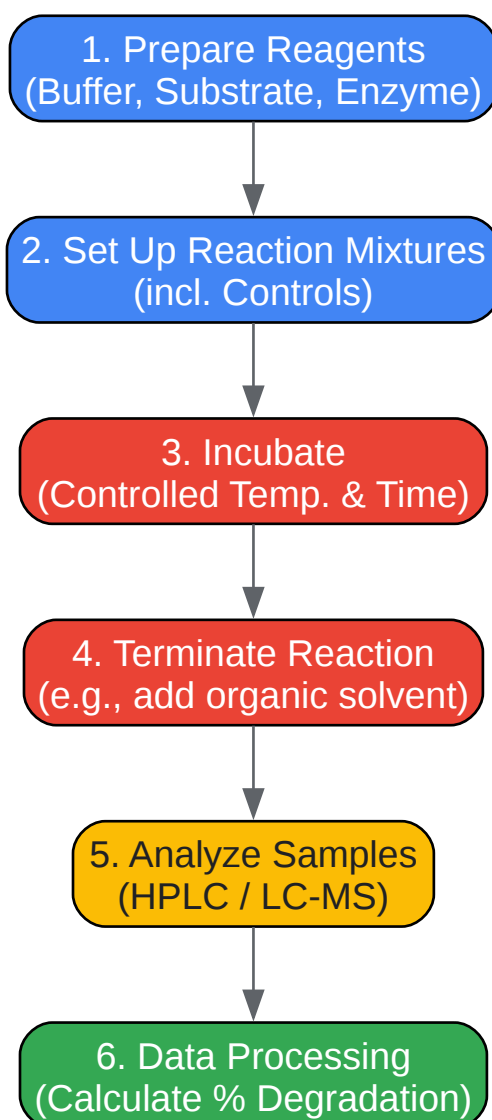 1. Prepare Reagents
(Buffer, Substrate, Enzyme)
2. Set Up Reaction Mixtures
(incl. Controls)
3. Incubate
(Controlled Temp. & Time)
4. Terminate Reaction
(e.g., add organic solvent)
5. Analyze Samples
(HPLC / LC-MS)
6. Data Processing
(Calculate % Degradation)